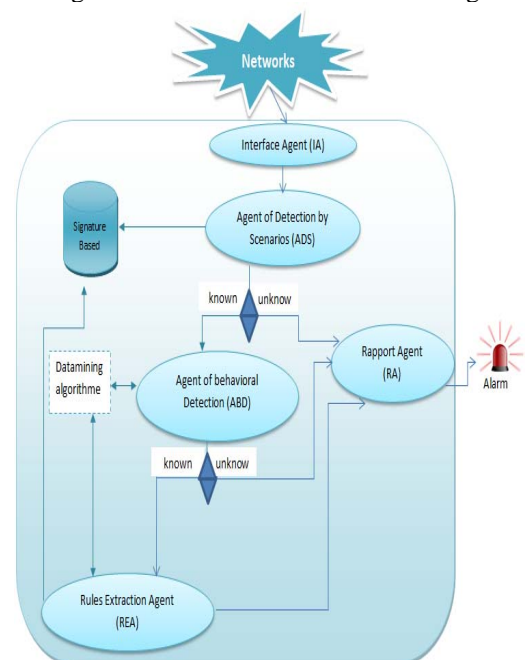 Networks
Interface Agent (IA)
Agent of Detection by
Scenarios (ADS)
Signature
Based
known
unknow
Rapport Agent
(RA)
Alarm
Datamining
algorithme
Agent of behavioral
Detection (ABD)
known
unknow
Rules Extraction Agent
(REA)